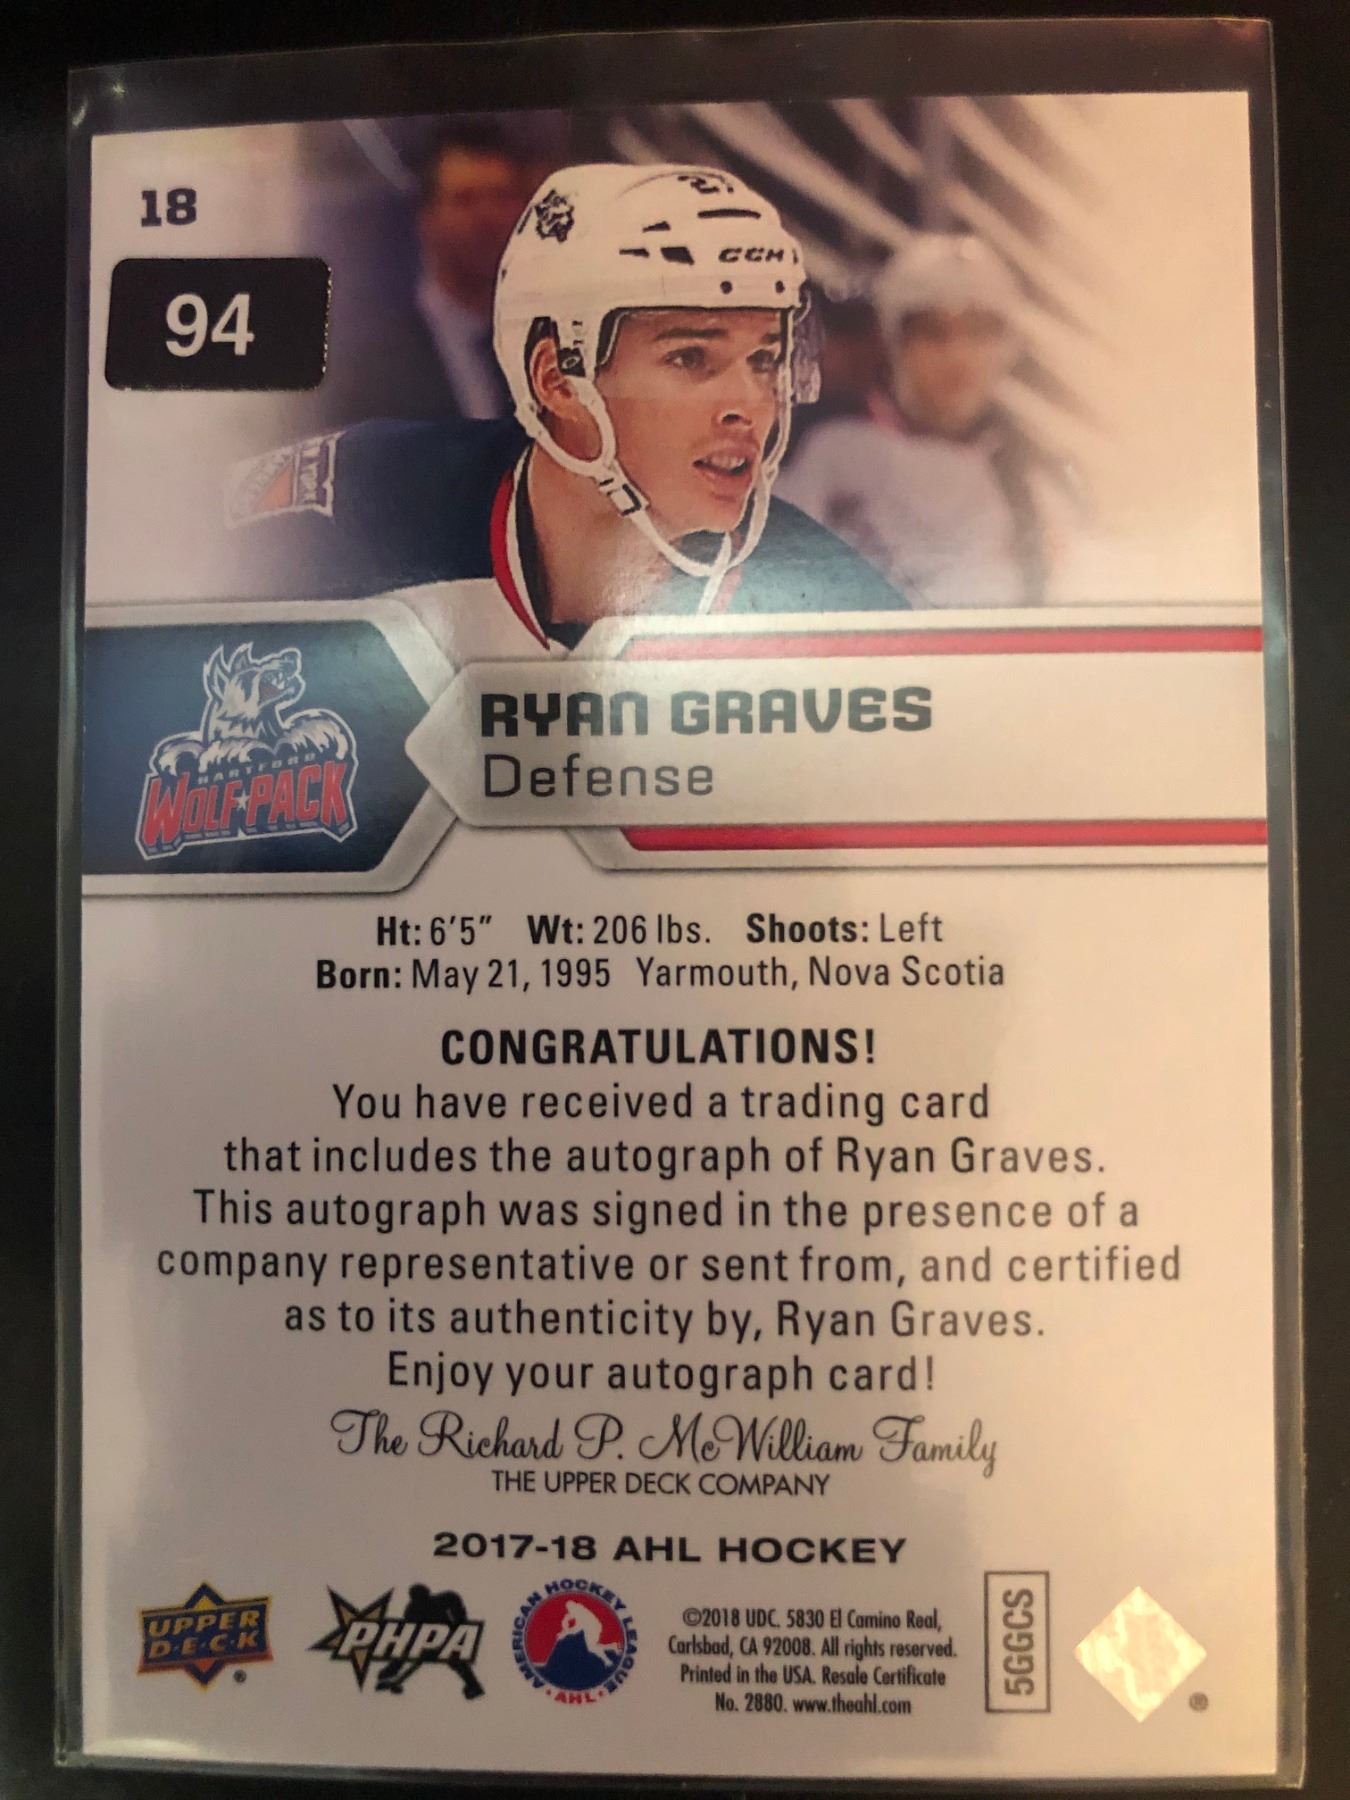 18
94
CCM
RYAN GRAVES
Defense
HARTFORD
WOLF PACK
Ht: 6'5" Wt: 206 lbs. Shoots: Left
Born: May 21, 1995 Yarmouth, Nova Scotia
CONGRATULATIONS!
You have received a trading card
that includes the autograph of Ryan Graves.
This autograph was signed in the presence of a
company representative or sent from, and certified
as to its authenticity by, Ryan Graves.
Enjoy your autograph card!
The Richard P. McWilliam Family
THE UPPER DECK COMPANY
2017-18 AHL HOCKEY
UPPER
D·E·C·K
®
PHPA
AMERICAN HOCKEY LEAGUE
·AHL·
©2018 UDC. 5830 El Camino Real,
Carlsbad, CA 92008. All rights reserved.
Printed in the USA. Resale Certificate
No. 2880. www.theahl.com
5GGCS
®